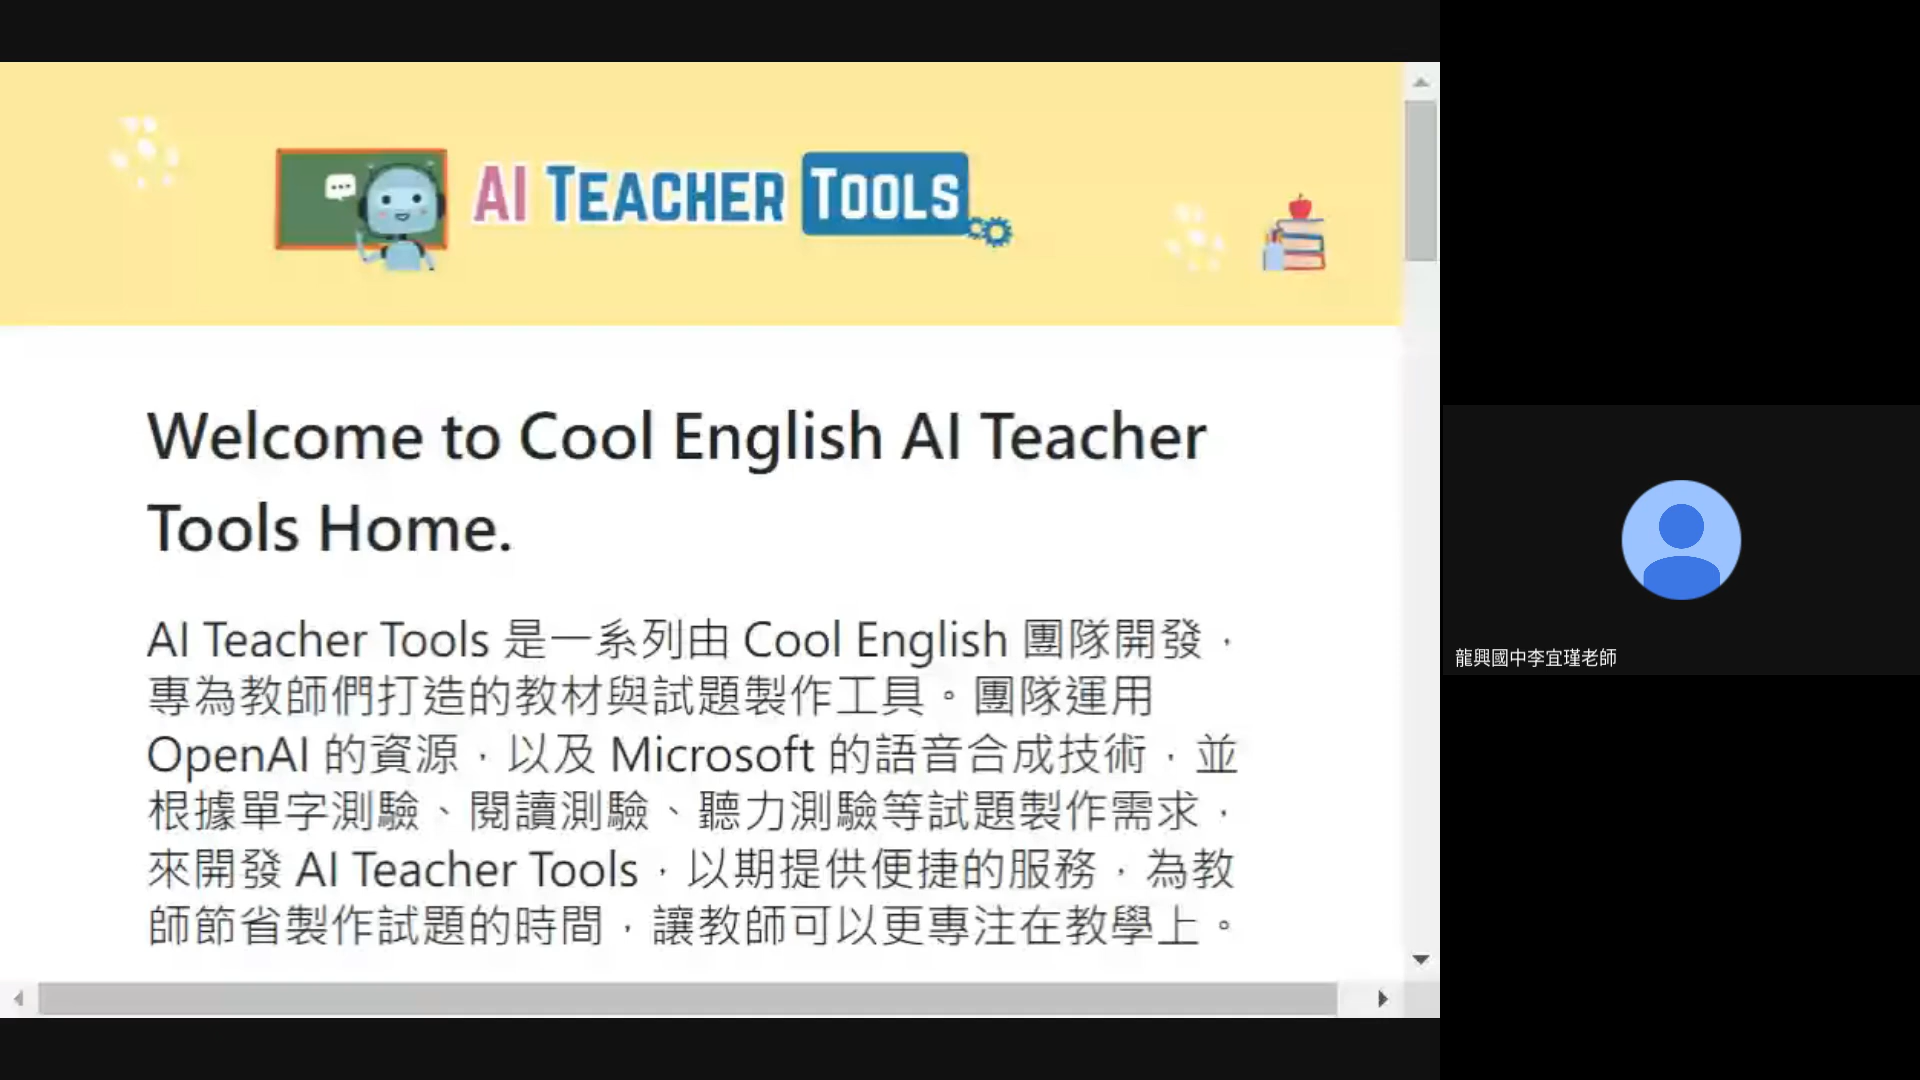 AI TEACHER TOOLS
Welcome to Cool English AI Teacher
Tools Home.
AI Teacher Tools 是一系列由 Cool English 團隊開發，
專為教師們打造的教材與試題製作工具。團隊運用
OpenAI 的資源，以及 Microsoft 的語音合成技術，並
根據單字測驗、閱讀測驗、聽力測驗等試題製作需求，
來開發 AI Teacher Tools，以期提供便捷的服務，為教
師節省製作試題的時間，讓教師可以更專注在教學上。
龍興國中李宜瑾老師